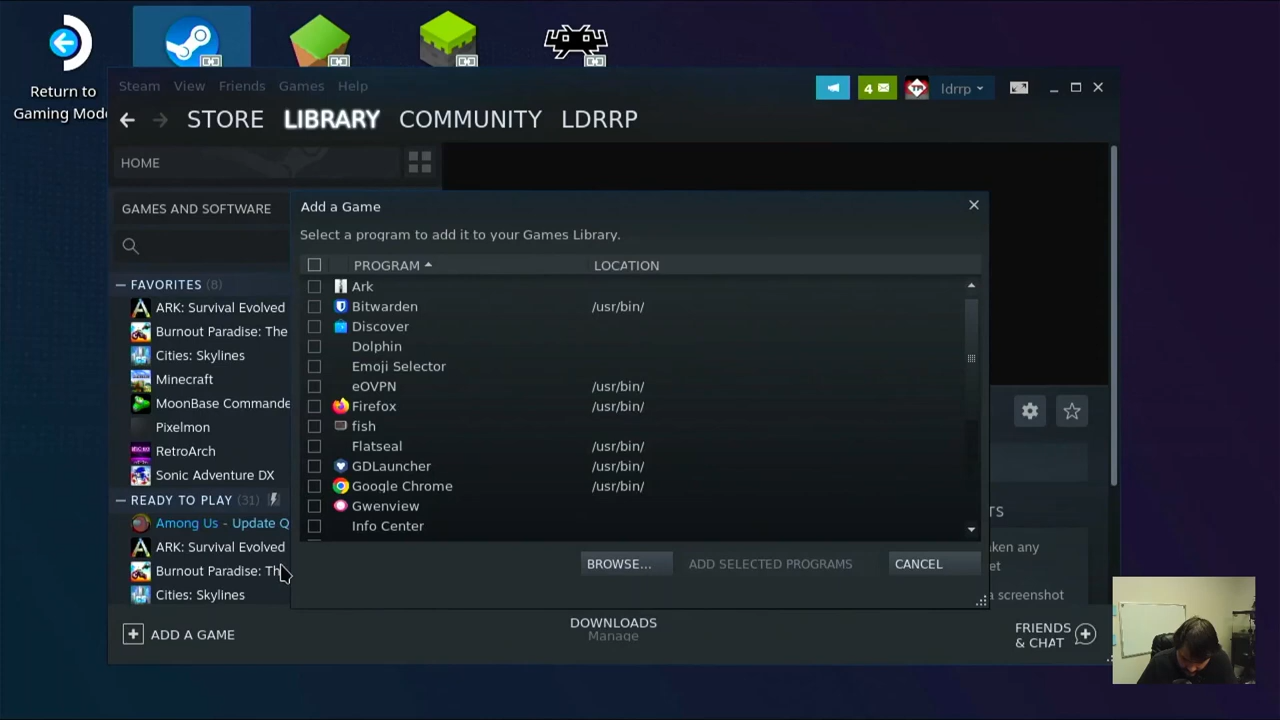 Return to
Gaming Mode
Steam View Friends Games Help
4
ldrrp
STORE LIBRARY COMMUNITY LDRRP
HOME
GAMES AND SOFTWARE
FAVORITES (8)
ARK: Survival Evolved
Burnout Paradise: The
Cities: Skylines
Minecraft
MoonBase Commande
Pixelmon
RetroArch
Sonic Adventure DX
READY TO PLAY (31)
Among Us - Update Q
ARK: Survival Evolved
Burnout Paradise: Th
Cities: Skylines
Add a Game
Select a program to add it to your Games Library.
PROGRAM LOCATION
Ark
Bitwarden /usr/bin/
Discover
Dolphin
Emoji Selector
eOVPN /usr/bin/
Firefox /usr/bin/
fish
Flatseal /usr/bin/
GDLauncher /usr/bin/
Google Chrome /usr/bin/
Gwenview
Info Center
BROWSE... ADD SELECTED PROGRAMS CANCEL
TS
ken any
et
a screenshot
ADD A GAME
DOWNLOADS
Manage
FRIENDS
& CHAT